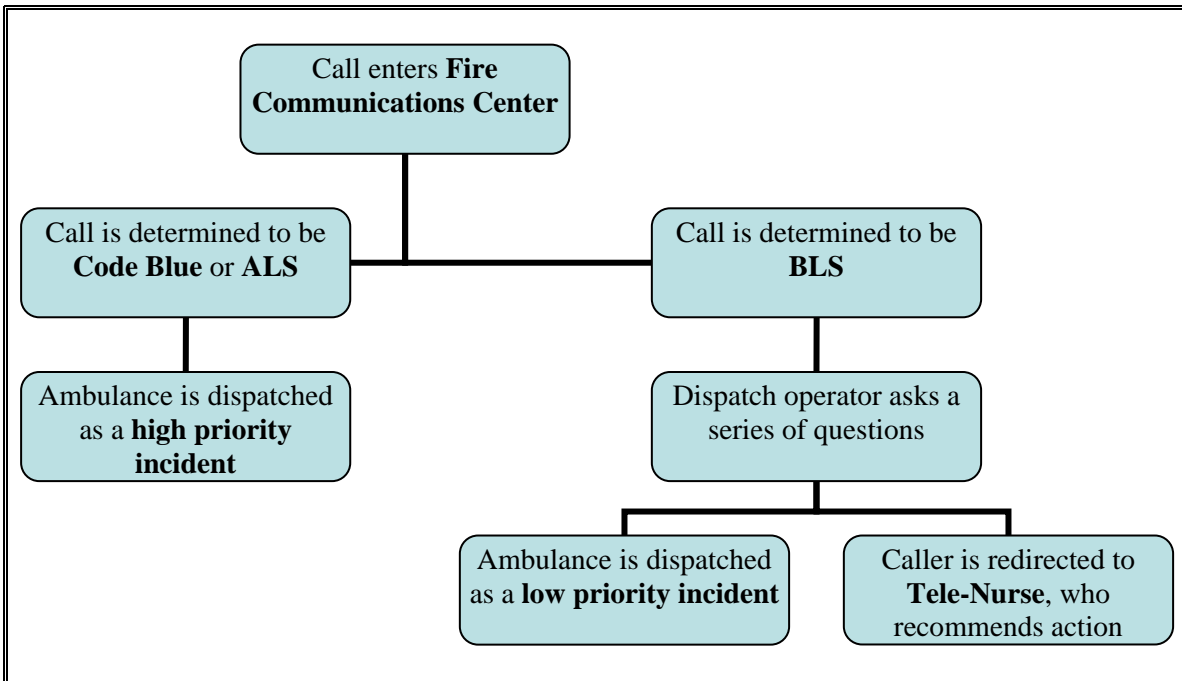 Call enters Fire
Communications Center
Call is determined to be
Code Blue or ALS
Call is determined to be
BLS
Ambulance is dispatched
as a high priority
incident
Dispatch operator asks a
series of questions
Ambulance is dispatched
as a low priority incident
Caller is redirected to
Tele-Nurse, who
recommends action